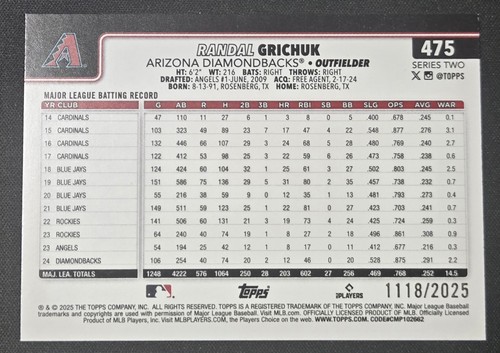 A
RANDAL GRICHUK
475
ARIZONA DIAMONDBACKS® • OUTFIELDER
SERIES TWO
HT: 6'2" WT: 216 BATS: RIGHT THROWS: RIGHT
@TOPPS
DRAFTED: ANGELS #1-JUNE, 2009 ACQ: FREE AGENT, 2-17-24
BORN: 8-13-91, ROSENBERG, TX HOME: ROSENBERG, TX
MAJOR LEAGUE BATTING RECORD
YR CLUB G AB R H 2B 3B HR RBI SB BB SLG OPS AVG WAR
14 CARDINALS 47 110 11 27 6 1 3 8 0 5 .400 .678 .245 0.1
15 CARDINALS 103 323 49 89 23 7 17 47 4 22 .548 .877 .276 3.1
16 CARDINALS 132 446 66 107 29 3 24 68 5 28 .480 .769 .240 2.7
17 CARDINALS 122 412 53 98 25 3 22 59 6 26 .473 .758 .238 0.6
18 BLUE JAYS 124 424 60 104 32 1 25 61 3 27 .502 .803 .245 2.5
19 BLUE JAYS 151 586 75 136 29 5 31 80 2 35 .457 .738 .232 0.7
20 BLUE JAYS 55 216 38 59 9 0 12 35 1 13 .481 .793 .273 0.4
21 BLUE JAYS 149 511 59 123 25 1 22 81 0 27 .423 .703 .241 0.7
22 ROCKIES 141 506 60 131 21 3 19 73 4 24 .425 .724 .259 0.3
23 ROCKIES 64 240 40 74 1 8 27 .308 0.9
23 ANGELS 54 194 25 42 12 1 8 17 0 11 .412 .677 .216 0.3
24 DIAMONDBACKS 106 254 40 74 20 2 12 46 0 21 .528 .875 .291 2.2
MAJ. LEA. TOTALS 1248 4222 576 1064 250 28 203 602 27 256 .469 .768 .252 14.5
MLB
Topps
PLAYERS
1118/2025
® & © 2025 THE TOPPS COMPANY, INC. ALL RIGHTS RESERVED. TOPPS IS A REGISTERED TRADEMARK OF THE TOPPS COMPANY, INC. Major League Baseball
trademarks and copyrights are used with permission of Major League Baseball. Visit MLB.com. OFFICIALLY LICENSED PRODUCT OF MLB. Officially Licensed
Product of MLB Players, Inc. Visit MLBPLAYERS.com, the Players Choice on the web. WWW.TOPPS.COM. CODE#CMP102662